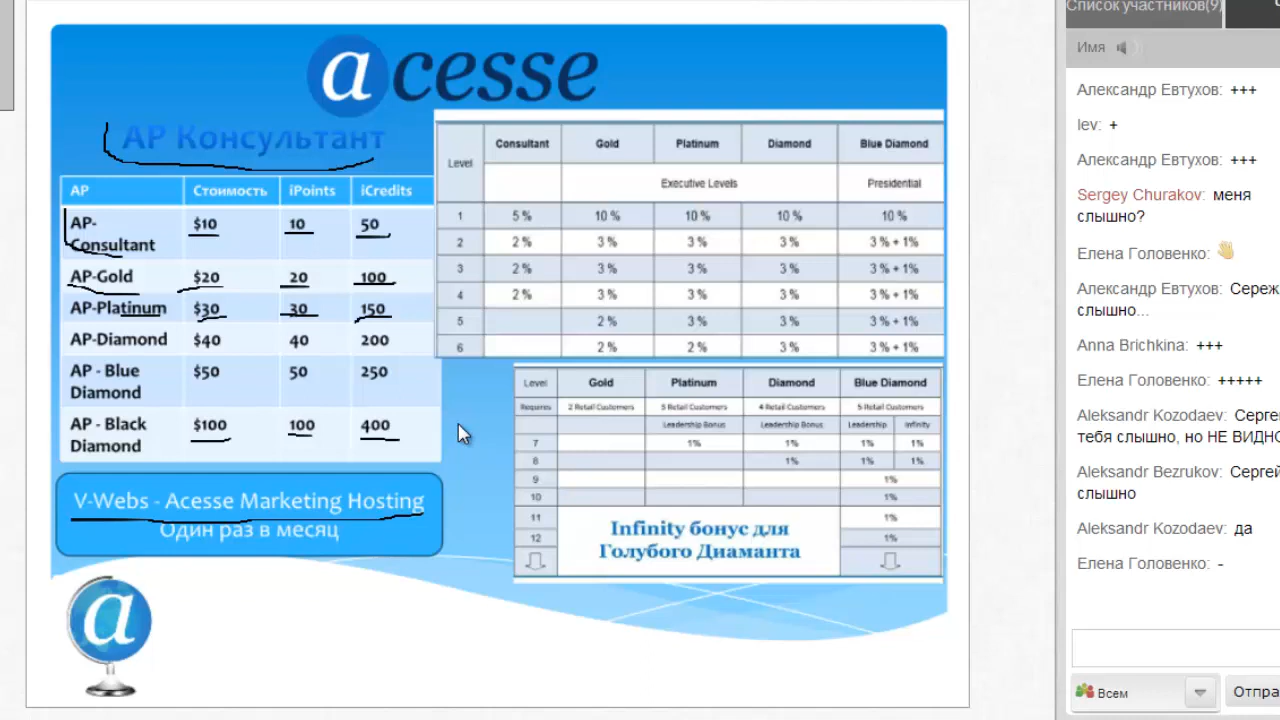 acesse
АР Консультант
АР Стоимость iPoints iCredits
AP-Consultant $10 10 50
AP-Gold $20 20 100
AP-Platinum $30 30 150
AP-Diamond $40 40 200
AP - Blue Diamond $50 50 250
AP - Black Diamond $100 100 400
V-Webs - Acesse Marketing Hosting
Один раз в месяц
Level Consultant Gold Platinum Diamond Blue Diamond
Executive Levels Presidential
1 5 % 10 % 10 % 10 % 10 %
2 2 % 3 % 3 % 3 % 3 % + 1%
3 2 % 3 % 3 % 3 % 3 % + 1%
4 2 % 3 % 3 % 3 % 3 % + 1%
5 2 % 3 % 3 % 3 % + 1%
6 2 % 2 % 3 % 3 % + 1%
Level Gold Platinum Diamond Blue Diamond
Requires 2 Retail Customers 3 Retail Customers 4 Retail Customers 5 Retail Customers
Leadership Bonus Leadership Bonus Leadership Infinity
7 1% 1% 1% 1%
8 1% 1% 1%
9 1%
10 1%
11 1%
12 1%
Infinity бонус для
Голубого Диаманта
a
Список участников(9)
Имя
Александр Евтухов: +++
lev: +
Александр Евтухов: +++
Sergey Churakov: меня
слышно?
Елена Головенко:
Александр Евтухов: Сереж
слышно...
Anna Brichkina: +++
Елена Головенко: +++++
Aleksandr Kozodaev: Серге
тебя слышно, но НЕ ВИДНО
Aleksandr Bezrukov: Сергей
слышно
Aleksandr Kozodaev: да
Елена Головенко: -
Всем
Отпра